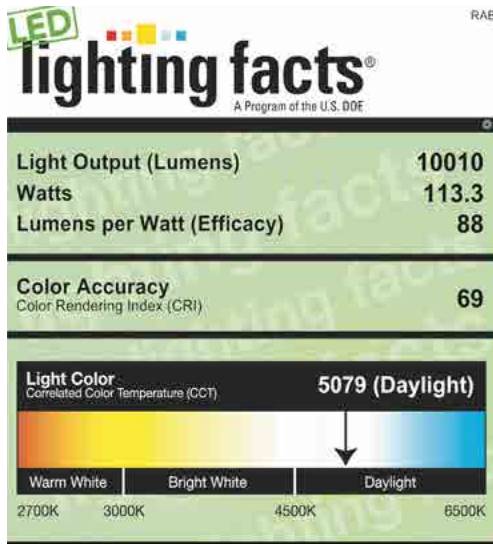 RAB
LED
lighting facts®
A Program of the U.S. DOE
Light Output (Lumens) 10010
Watts 113.3
Lumens per Watt (Efficacy) 88
Color Accuracy
Color Rendering Index (CRI) 69
Light Color
Correlated Color Temperature (CCT) 5079 (Daylight)
Warm White Bright White Daylight
2700K 3000K 4500K 6500K